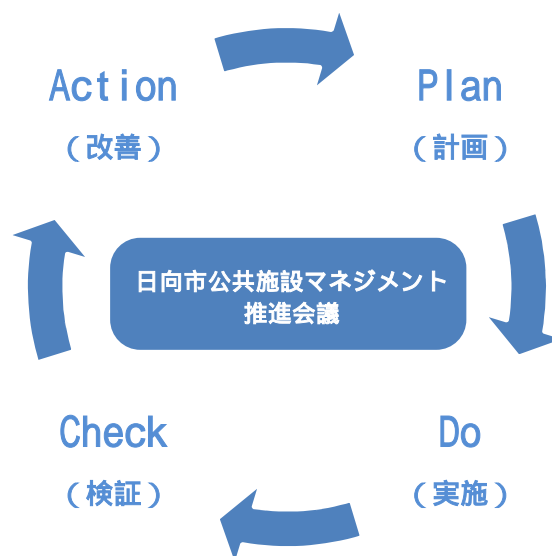 Action
（改善）
Plan
（計画）
日向市公共施設マネジメント
推進会議
Check
（検証）
Do
（実施）